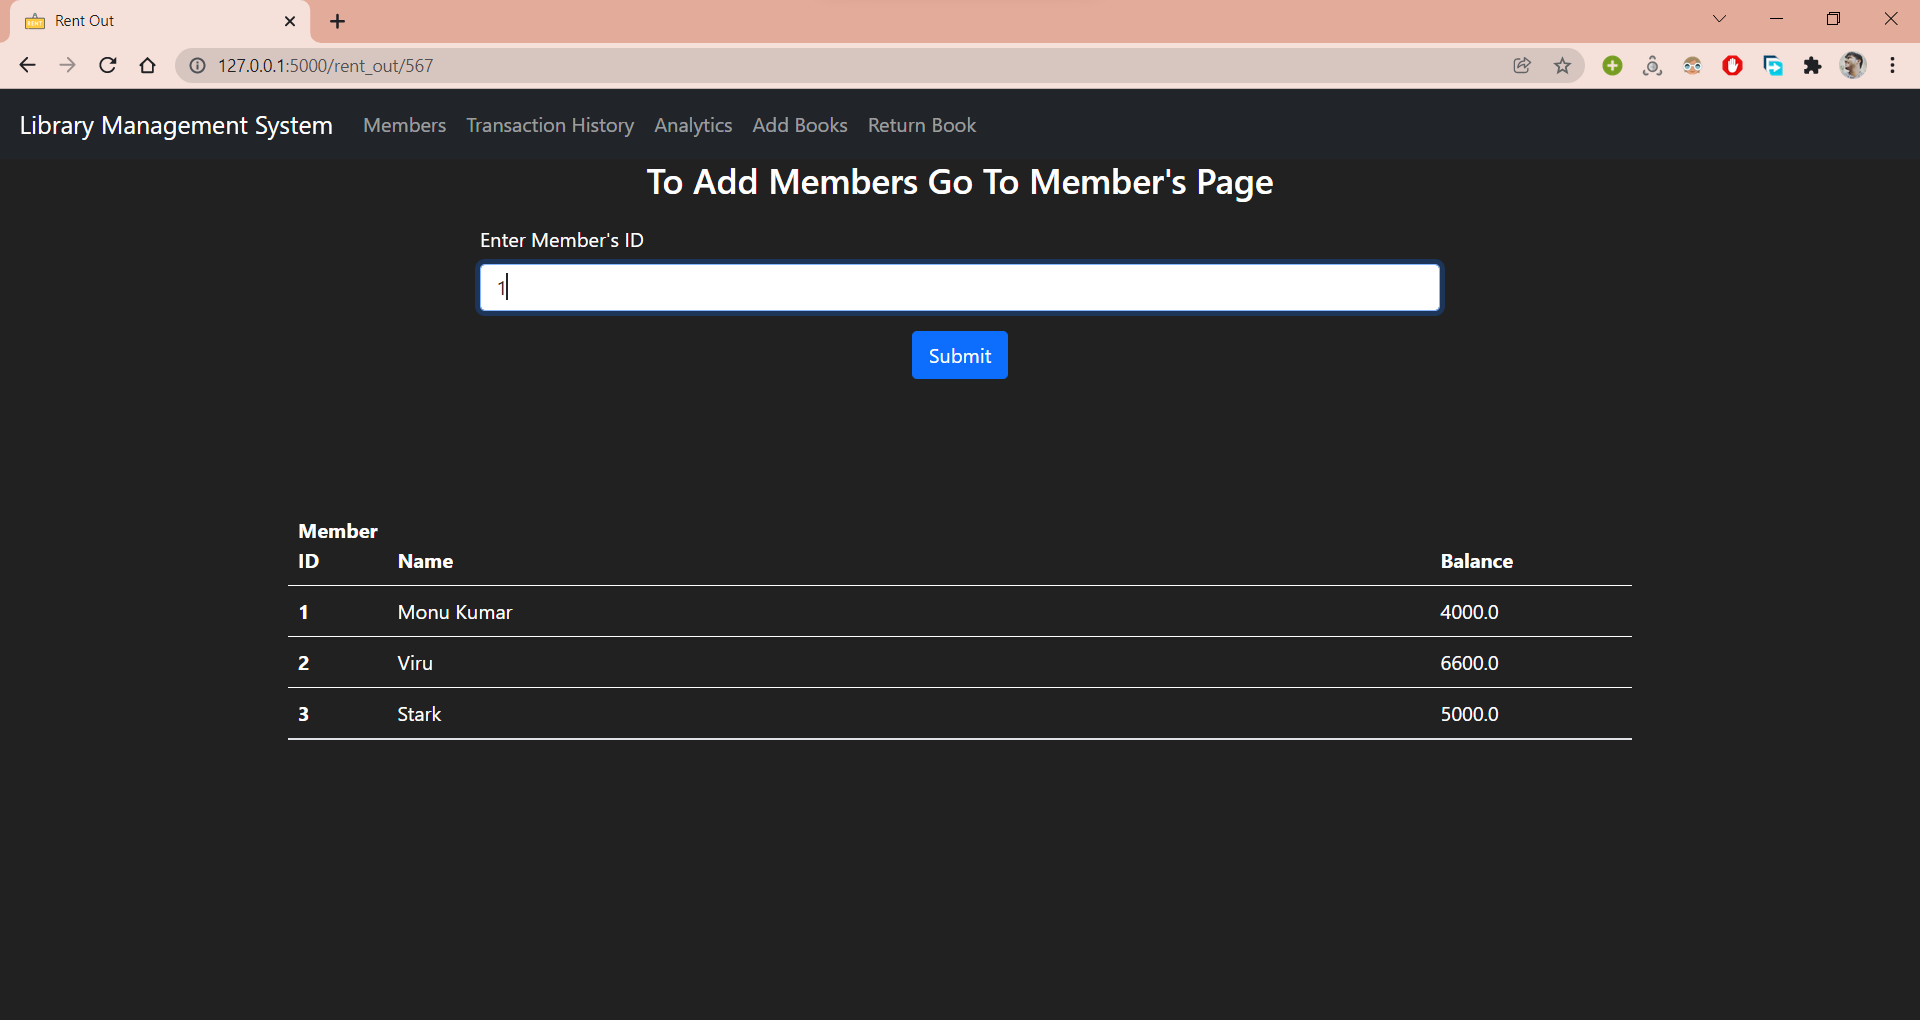 Rent Out
127.0.0.1:5000/rent_out/567
Library Management System Members Transaction History Analytics Add Books Return Book
To Add Members Go To Member's Page
Enter Member's ID
1
Submit
Member
ID Name Balance
1 Monu Kumar 4000.0
2 Viru 6600.0
3 Stark 5000.0